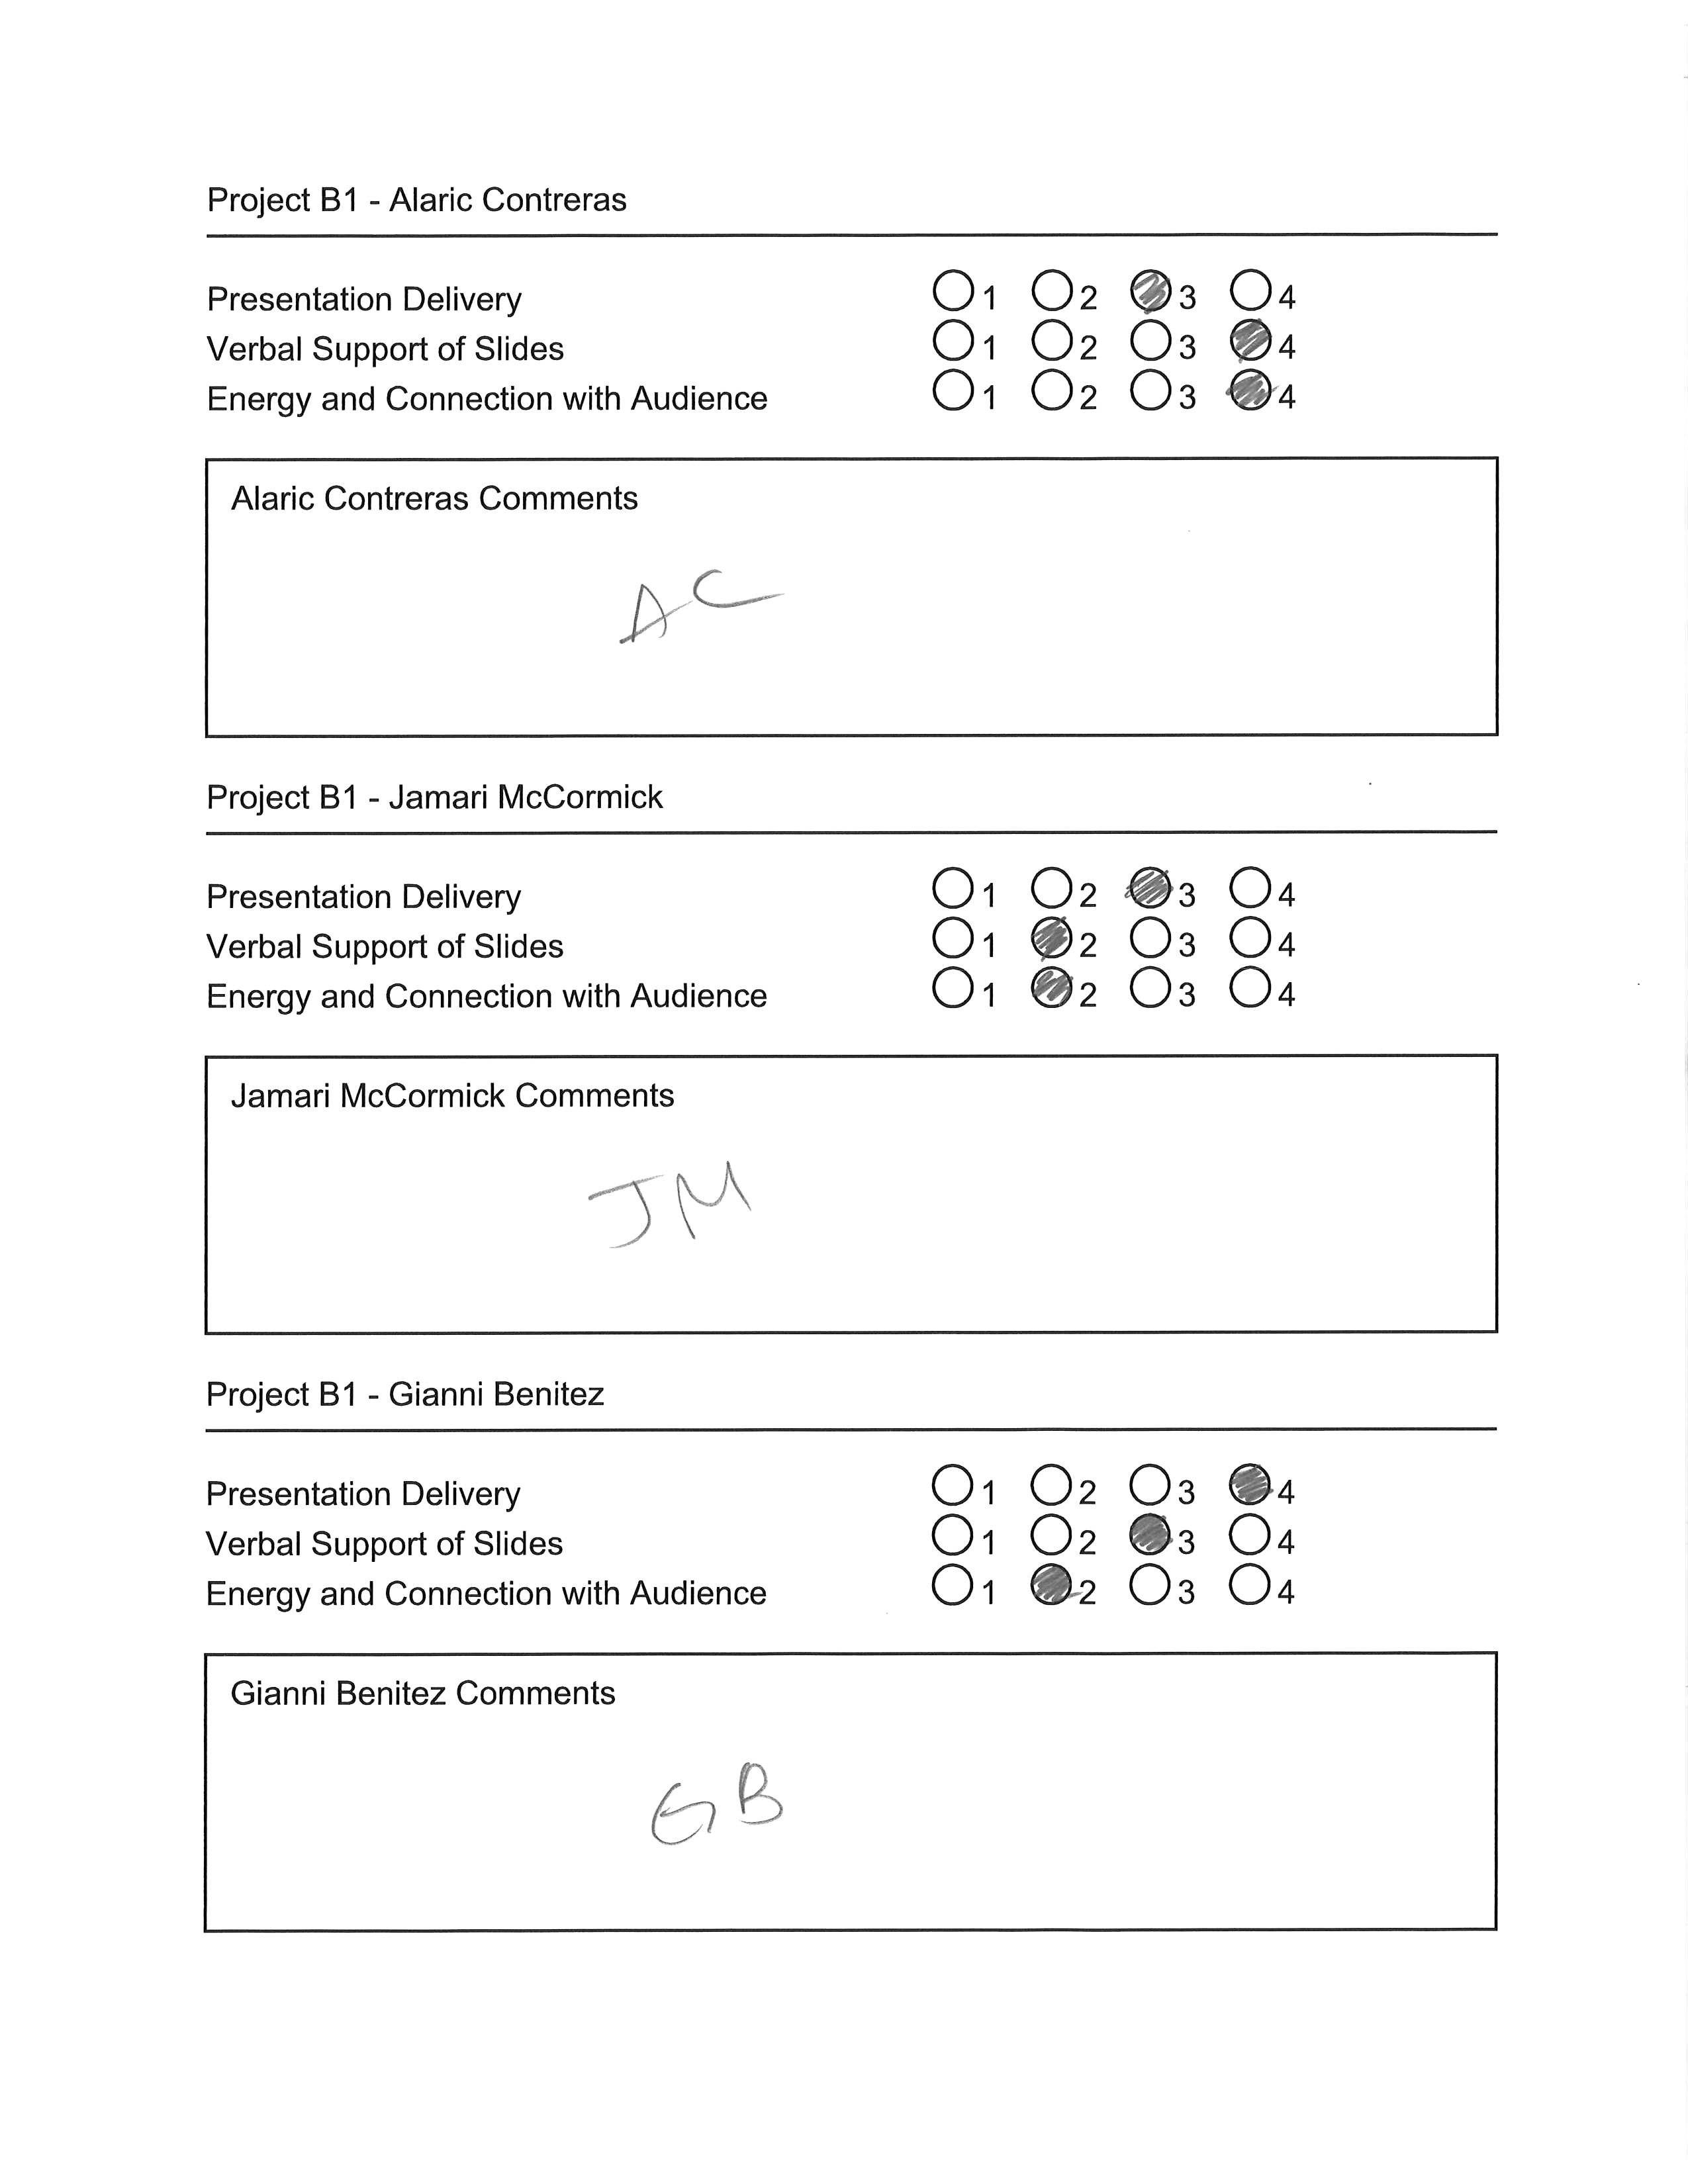 Project B1 - Alaric Contreras
Presentation Delivery 1 2 3 4
Verbal Support of Slides 1 2 3 4
Energy and Connection with Audience 1 2 3 4
Alaric Contreras Comments
AC
Project B1 - Jamari McCormick
Presentation Delivery 1 2 3 4
Verbal Support of Slides 1 2 3 4
Energy and Connection with Audience 1 2 3 4
Jamari McCormick Comments
JM
Project B1 - Gianni Benitez
Presentation Delivery 1 2 3 4
Verbal Support of Slides 1 2 3 4
Energy and Connection with Audience 1 2 3 4
Gianni Benitez Comments
GB